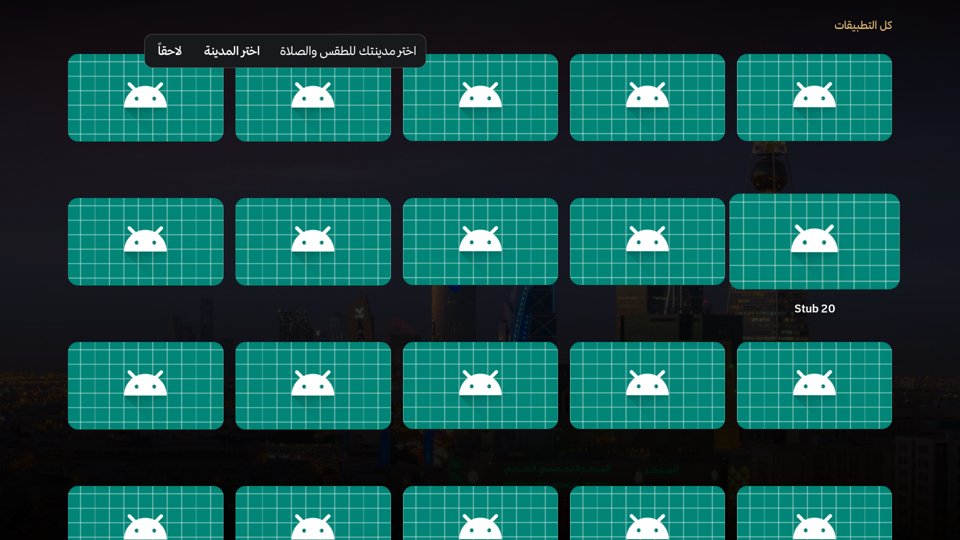 كل التطبيقات
اختر مدينتك للطقس والصلاة اختر المدينة لاحقاً
Stub 20